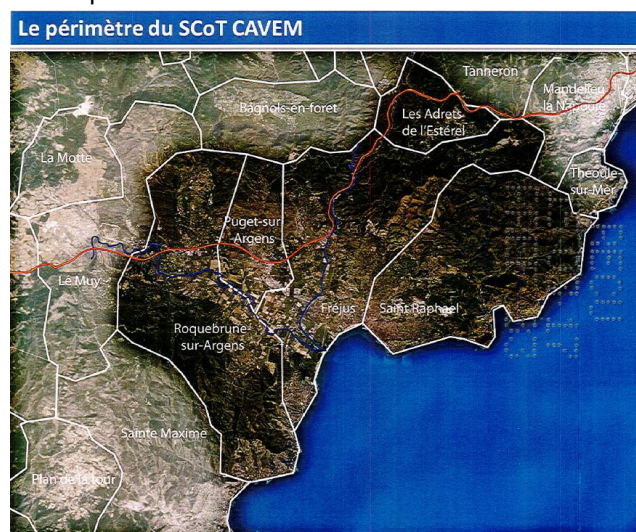 Le périmètre du SCoT CAVEM
Tanneron
Mandelieu
la Napoule
Bagnols-en-foret
Les Adrets
de l'Estérel
La Motte
Théoule-
sur-Mer
Puget-sur
Argens
Le Muy
Fréjus
Saint Raphael
Roquebrune
-sur-Argens
Sainte Maxime
Plan de la tour